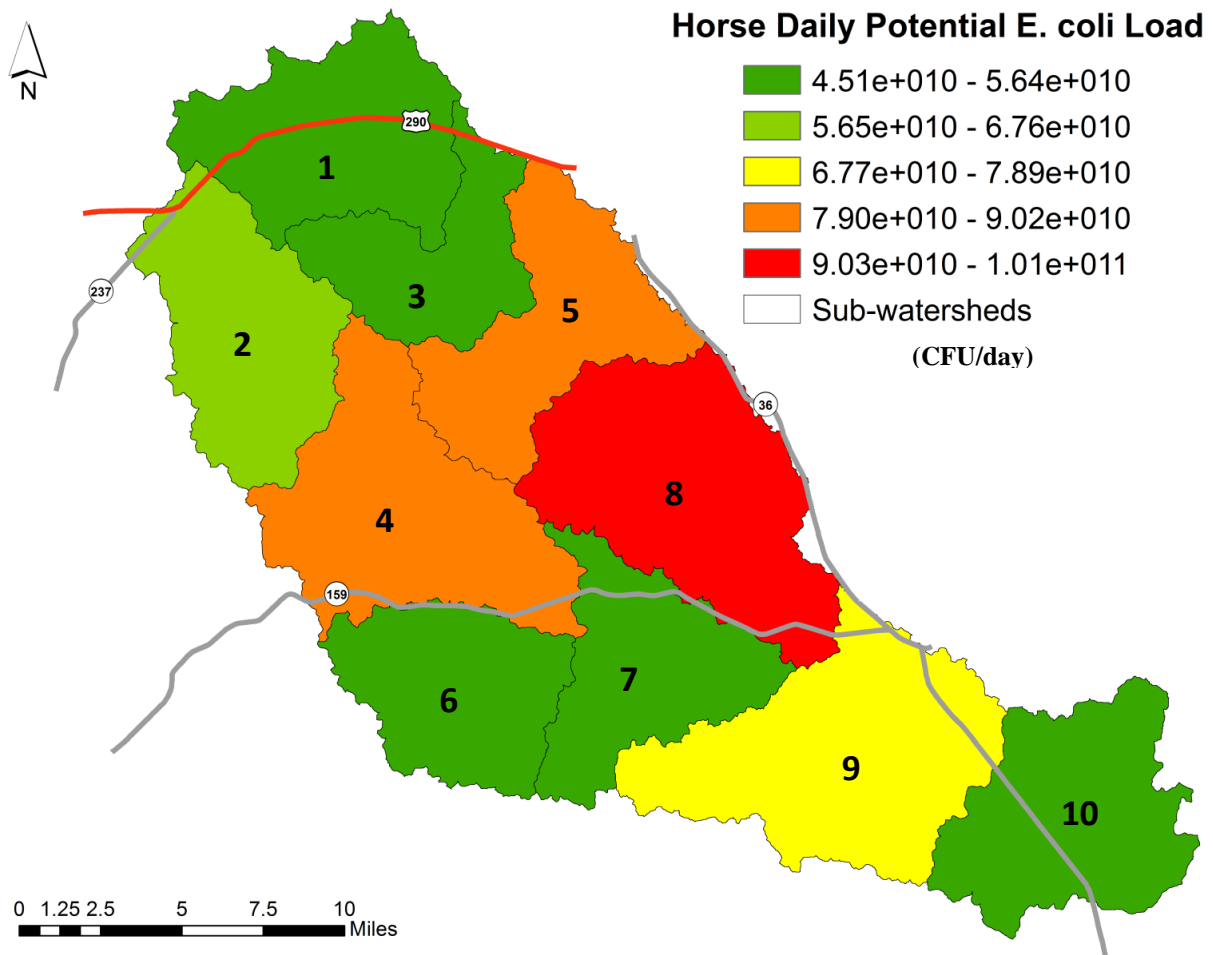 Horse Daily Potential E. coli Load
4.51e+010 - 5.64e+010
5.65e+010 - 6.76e+010
6.77e+010 - 7.89e+010
7.90e+010 - 9.02e+010
9.03e+010 - 1.01e+011
Sub-watersheds
(CFU/day)
N
290
1
237
2
3
5
36
4
8
159
6
7
9
10
0 1.25 2.5 5 7.5 10
Miles